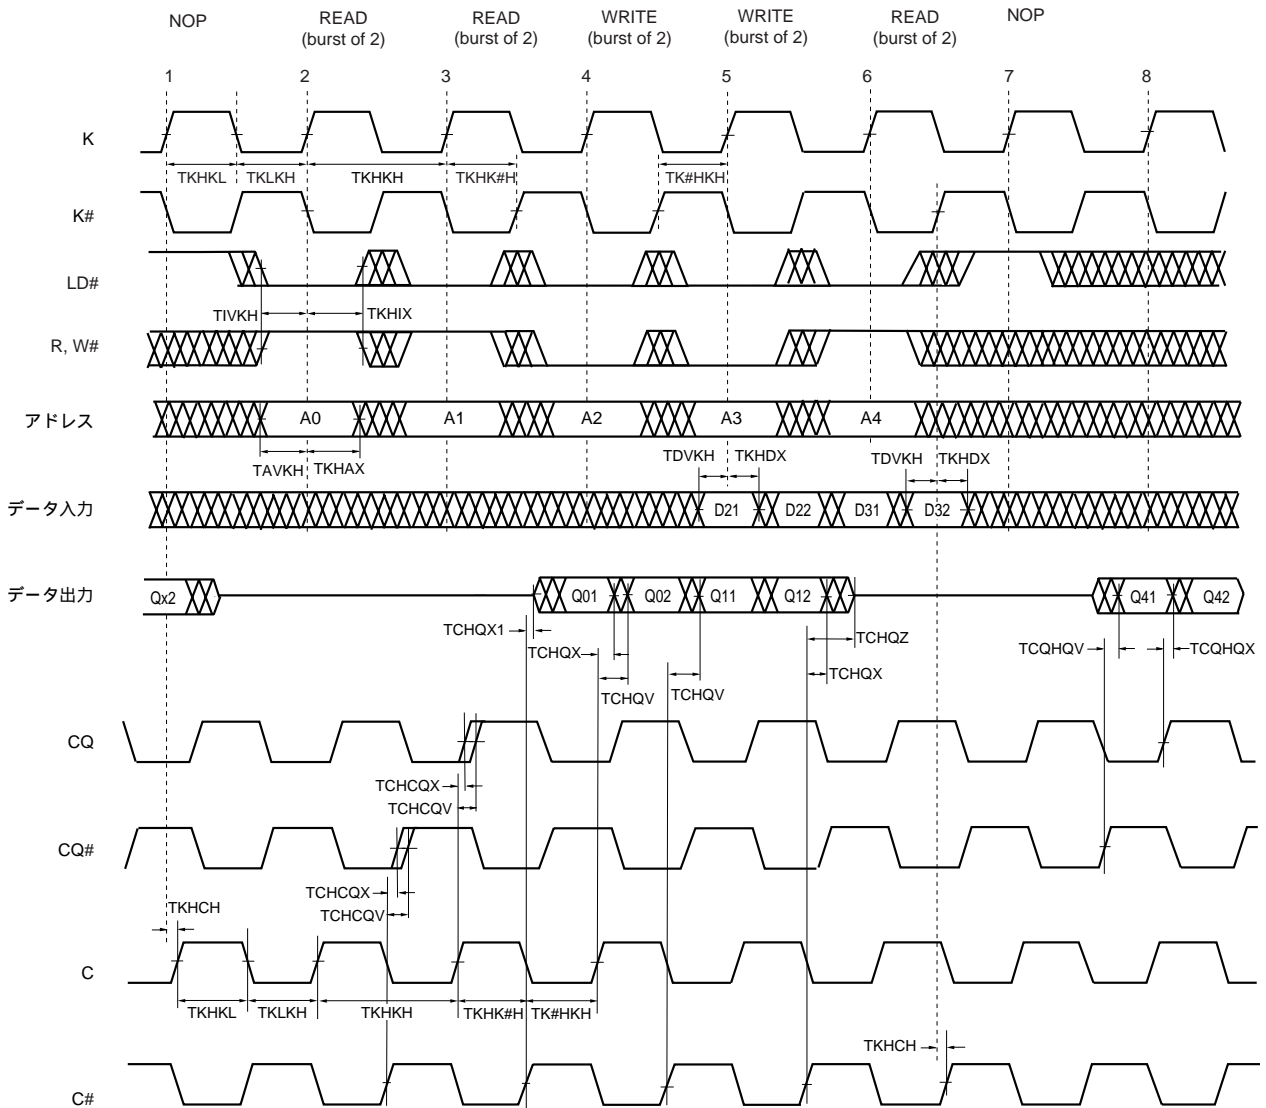 NOP
READ
(burst of 2)
READ
(burst of 2)
WRITE
(burst of 2)
WRITE
(burst of 2)
READ
(burst of 2)
NOP
1 2 3 4 5 6 7 8
K
TKHKL TKLKH TKHKH TKHK#H TK#HKH
K#
LD#
TIVKH TKHIX
R, W#
アドレス A0 A1 A2 A3 A4
TAVKH TKHAX TDVKH TKHDX TDVKH TKHDX
データ入力 D21 D22 D31 D32
データ出力 Qx2 Q01 Q02 Q11 Q12 Q41 Q42
TCHQX1 TCHQZ TCQHQV TCQHQX
TCHQX TCHQX
TCHQV TCHQV
CQ
TCHCQX
TCHCQV
CQ#
TCHCQX
TCHCQV
TKHCH
C
TKHKL TKLKH TKHKH TKHK#H TK#HKH
TKHCH
C#